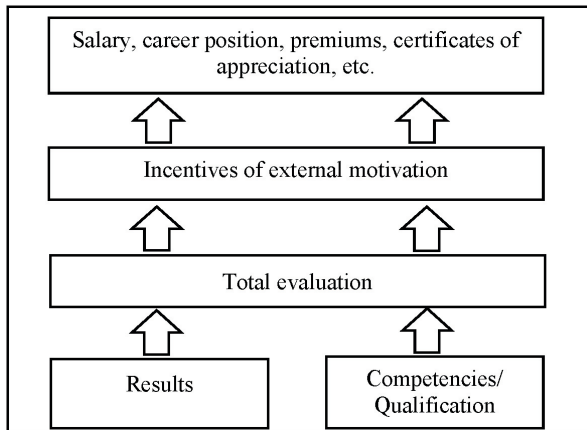 Salary, career position, premiums, certificates of
appreciation, etc.
Incentives of external motivation
Total evaluation
Results
Competencies/
Qualification